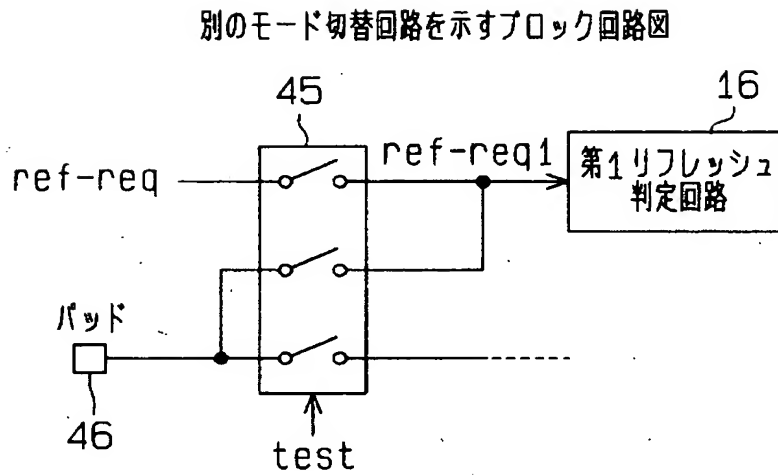 別のモード切替回路を示すブロック回路図
45
16
ref-req
ref-req1
第1リフレッシュ
判定回路
パッド
46
test